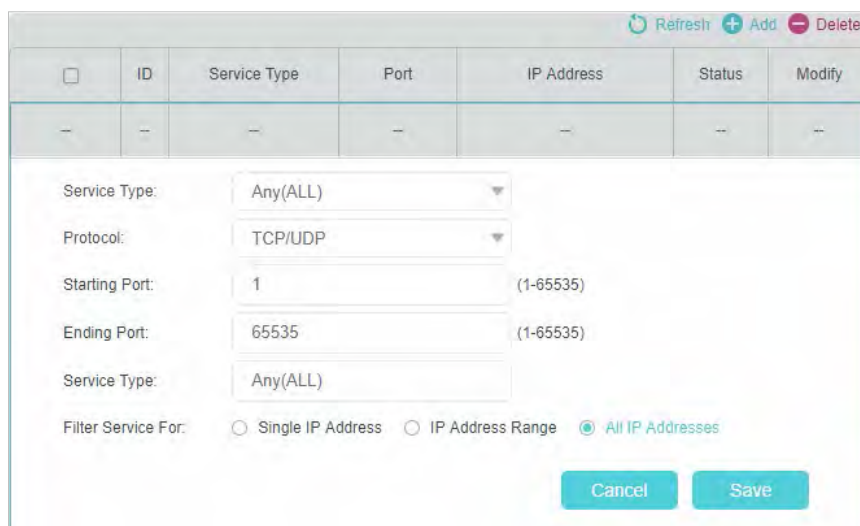 Refresh Add Delete
ID Service Type Port IP Address Status Modify
-- -- -- -- -- -- --
Service Type: Any(ALL)
Protocol: TCP/UDP
Starting Port: 1 (1-65535)
Ending Port: 65535 (1-65535)
Service Type: Any(ALL)
Filter Service For: Single IP Address IP Address Range All IP Addresses
Cancel Save